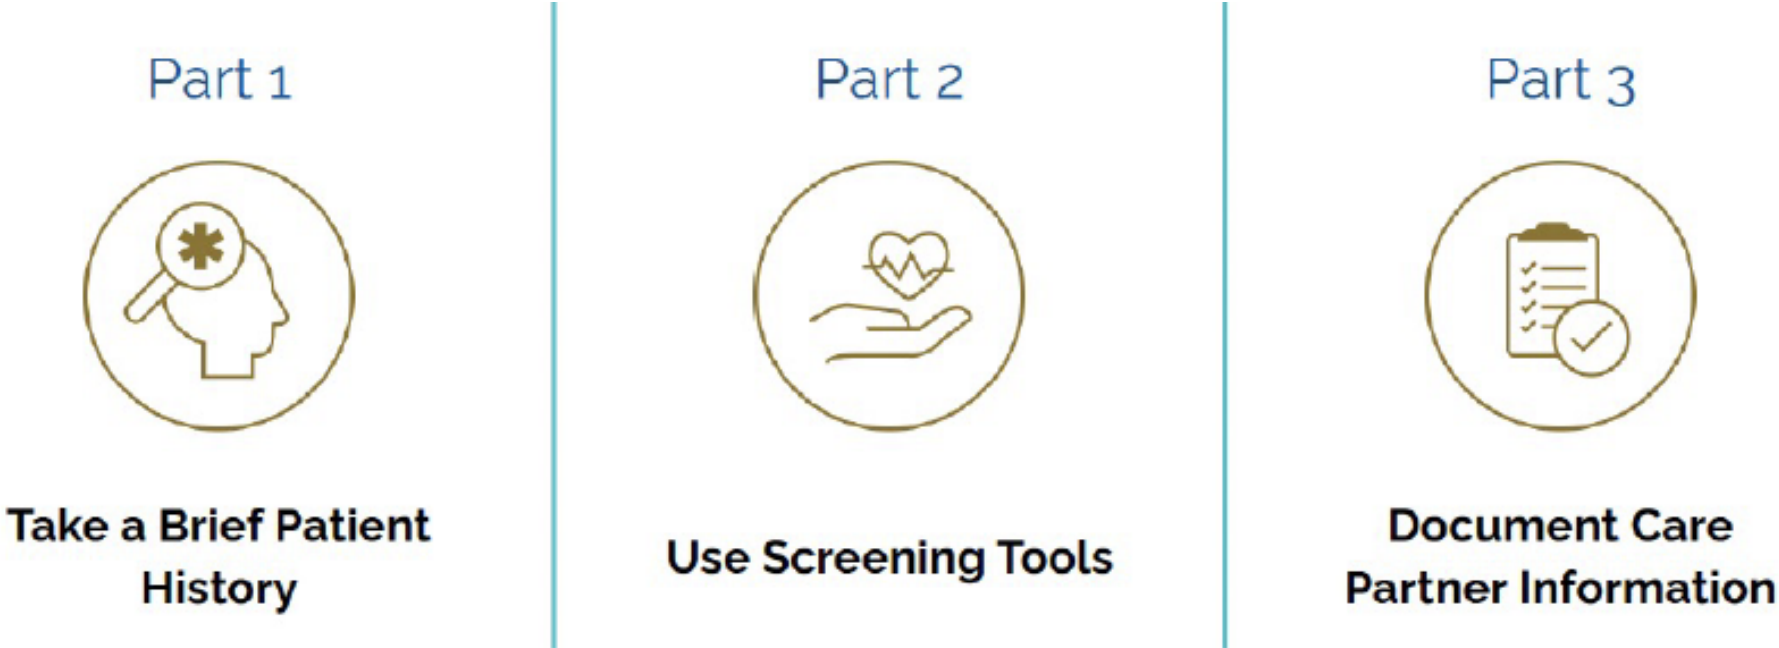 Part 1
Take a Brief Patient
History
Part 2
Use Screening Tools
Part 3
Document Care
Partner Information